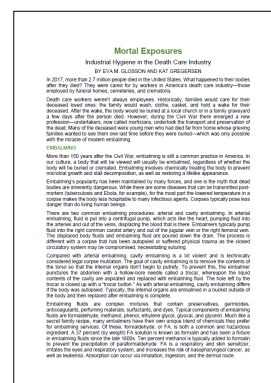 Mortal Exposures
Industrial Hygiene in the Death Care Industry
BY EVA M. GLOSSON AND KAT GREGERSEN
In 2017, more than 2.7 million people died in the United States. What happened to their bodies
after they died? They were cared for by workers in America's death care industry—those
employed by funeral homes, cemeteries, and crematoria.
Death care workers weren't always employees. Historically, families would care for their
deceased loved ones: the family would wash, clothe, casket, and hold a wake for their
deceased. After the wake, the body would be buried at a local church or in a family graveyard
a few days after the person died. However, during the Civil War there emerged a new
profession—undertakers, now called morticians, undertook the transport and preservation of the
dead. Many of the deceased were young men who had died far from home whose grieving
families wanted to see them one last time before they were buried—which was only possible
with the miracle of modern embalming.
EMBALMING
More than 150 years after the Civil War, embalming is still a common practice in America. In
our culture, a body that will be viewed will usually be embalmed, regardless of whether the
body will be buried or cremated. Embalming involves chemically treating the body to prevent
microbial growth and stall decomposition, as well as restoring a lifelike appearance.
Embalming's popularity has been maintained by many forces, and one is the myth that dead
bodies are inherently dangerous. While there are some diseases that can be transmitted post-
mortem (tuberculosis and Ebola, for example), for the most part the lowered temperature in a
corpse makes the body less hospitable to many infectious agents. Corpses typically pose less
danger than do living human beings.
There are two common embalming procedures: arterial and cavity embalming. In arterial
embalming, fluid is put into a centrifugal pump, which acts like the heart, pumping fluid into
the arteries and out of the veins, displacing the blood that is there. Embalmers typically pump
fluid into the right common carotid artery and out of the jugular vein or the right femoral vein.
The displaced body fluids and embalming fluid are poured down the drain. The process is
different with a corpse that has been autopsied or suffered physical trauma as the closed
circulatory system may be compromised, necessitating suturing.
Compared with arterial embalming, cavity embalming is a bit violent and is technically
considered legal corpse mutilation. The goal of cavity embalming is to remove the contents of
the torso so that the internal organs don't begin to putrefy. To prevent this, the embalmer
punctures the abdomen with a hollow-bore needle called a trocar, whereupon the liquid
contents of the cavity are aspirated and replaced with embalming fluid. The hole left by the
trocar is closed up with a "trocar button." As with arterial embalming, cavity embalming differs
if the body was autopsied. Typically, the internal organs are embalmed in a bucket outside of
the body and then replaced after embalming is complete.
Embalming fluids are complex mixtures that contain preservatives, germicides,
anticoagulants, perfuming materials, surfactants, and dyes. Typical components of embalming
fluids are formaldehyde, methanol, phenol, ethylene glycol, glycerol, and glyoxal. Much like a
secret family recipe, many embalmers have their own unique blend of chemicals they prefer
for embalming services. Of these, formaldehyde, or FA, is both a common and hazardous
ingredient. A 37 percent (by weight) FA solution is known as formalin and has been a fixture
in embalming fluids since the late 1800s. Ten percent methanol is typically added to formalin
to prevent the precipitation of paraformaldehyde. FA is a respiratory and skin sensitizer,
irritates the eyes and respiratory system, and increases the risk of nasopharyngeal cancer, as
well as leukemia. Absorption can occur via inhalation, ingestion, and the dermal route.